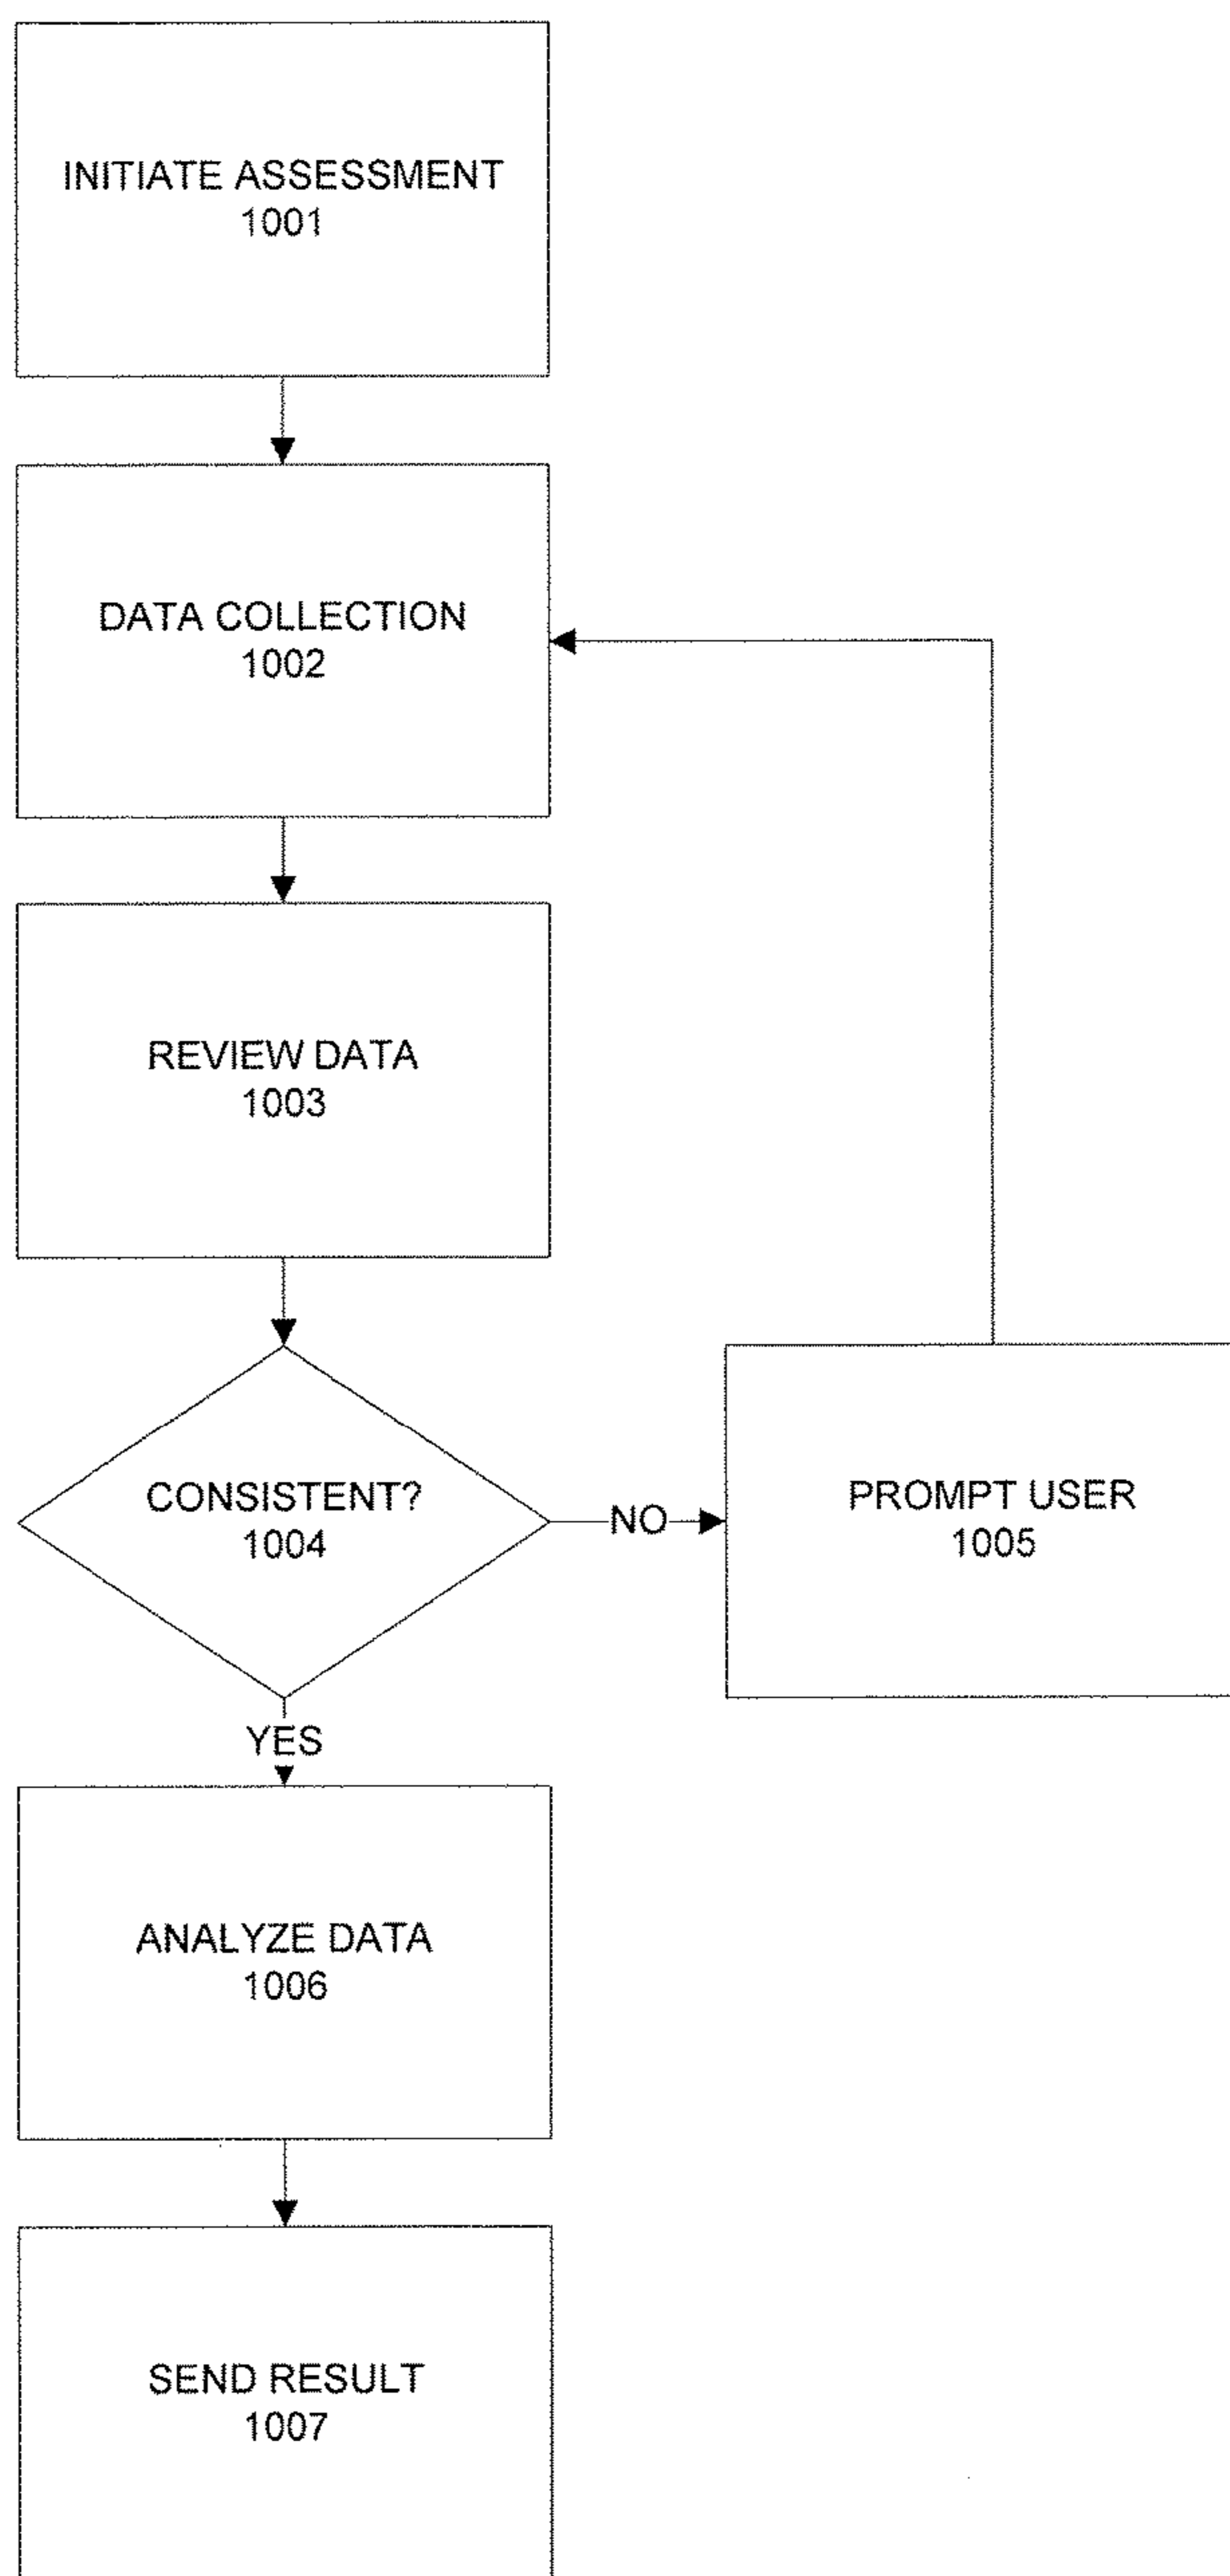 INITIATE ASSESSMENT
1001
DATA COLLECTION
1002
REVIEW DATA
1003
CONSISTENT?
1004
NO
PROMPT USER
1005
YES
ANALYZE DATA
1006
SEND RESULT
1007